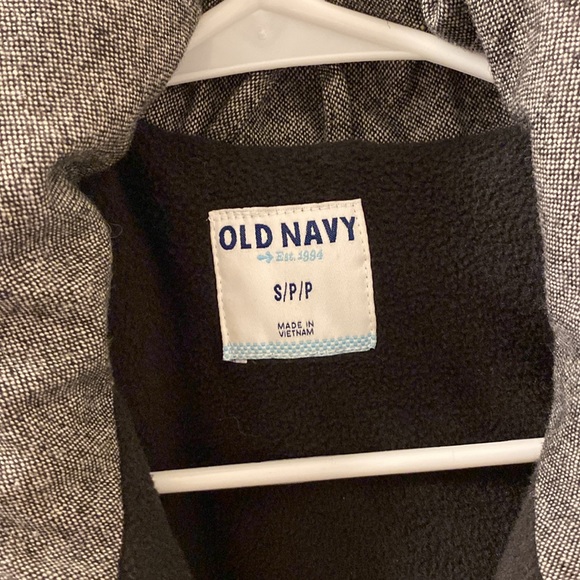 OLD NAVY
Est. 1994
S/P/P
MADE IN
VIETNAM